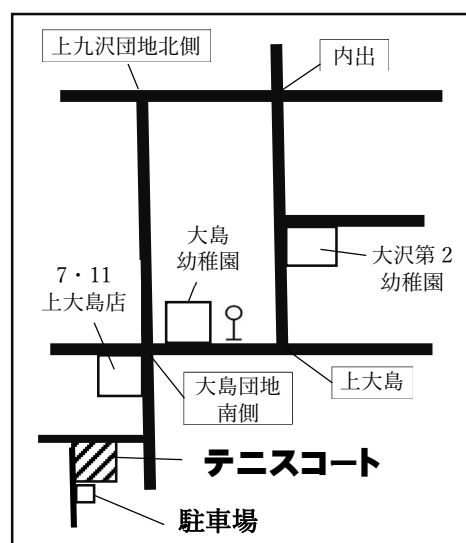 上九沢団地北側
内出
大島
幼稚園
大沢第2
幼稚園
7・11
上大島店
大島団地
南側
上大島
テニスコート
駐車場